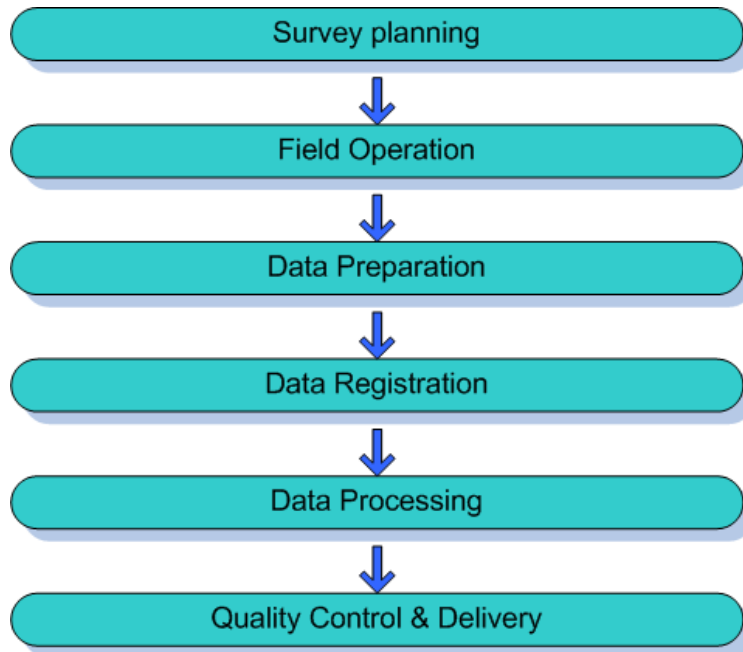 Survey planning
Field Operation
Data Preparation
Data Registration
Data Processing
Quality Control & Delivery